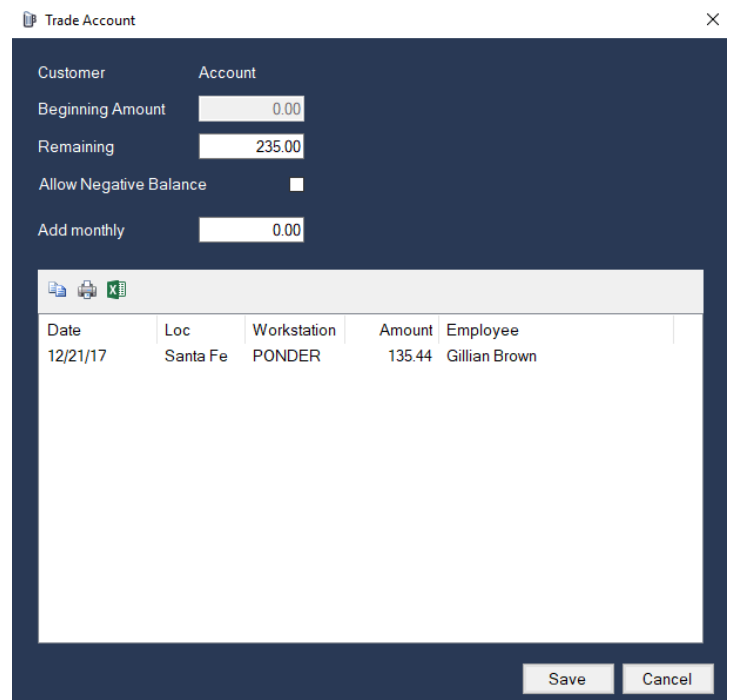 Trade Account
Customer Account
Beginning Amount 0.00
Remaining 235.00
Allow Negative Balance
Add monthly 0.00
Date Loc Workstation Amount Employee
12/21/17 Santa Fe PONDER 135.44 Gillian Brown
Save Cancel